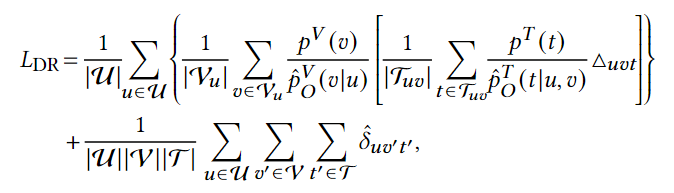 $L_{\mathrm{DR}} = \frac{1}{|\mathcal{U}|} \sum_{u \in \mathcal{U}} \left\{ \frac{1}{|\mathcal{V}_u|} \sum_{v \in \mathcal{V}_u} \frac{p^V(v)}{\hat{p}_O^V(v|u)} \left[ \frac{1}{|\mathcal{T}_{uv}|} \sum_{t \in \mathcal{T}_{uv}} \frac{p^T(t)}{\hat{p}_O^T(t|u,v)} \triangle_{uvt} \right] \right\}$
$+ \frac{1}{|\mathcal{U}||\mathcal{V}||\mathcal{T}|} \sum_{u \in \mathcal{U}} \sum_{v' \in \mathcal{V}} \sum_{t' \in \mathcal{T}} \hat{\delta}_{uv't'},$